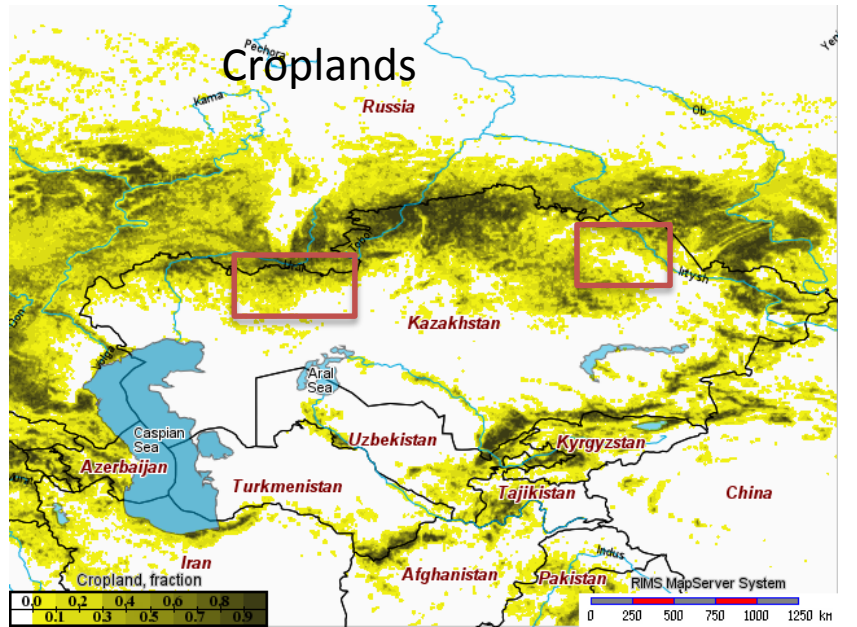 Pechora
Croplands
Yen
Kama
Russia
Ob
Tobol
Ural
Irtysh
Kazakhstan
Don
Volga
Aral
Sea
Caspian
Sea
Uzbekistan
Kyrgyzstan
Azerbaijan
Turkmenistan
Tajikistan
China
Iran
Indus
Afghanistan
Pakistan
Cropland, fraction
RIMS MapServer System
0.0 0.2 0.4 0.6 0.8
0.1 0.3 0.5 0.7 0.9
0 250 500 750 1000 1250 km